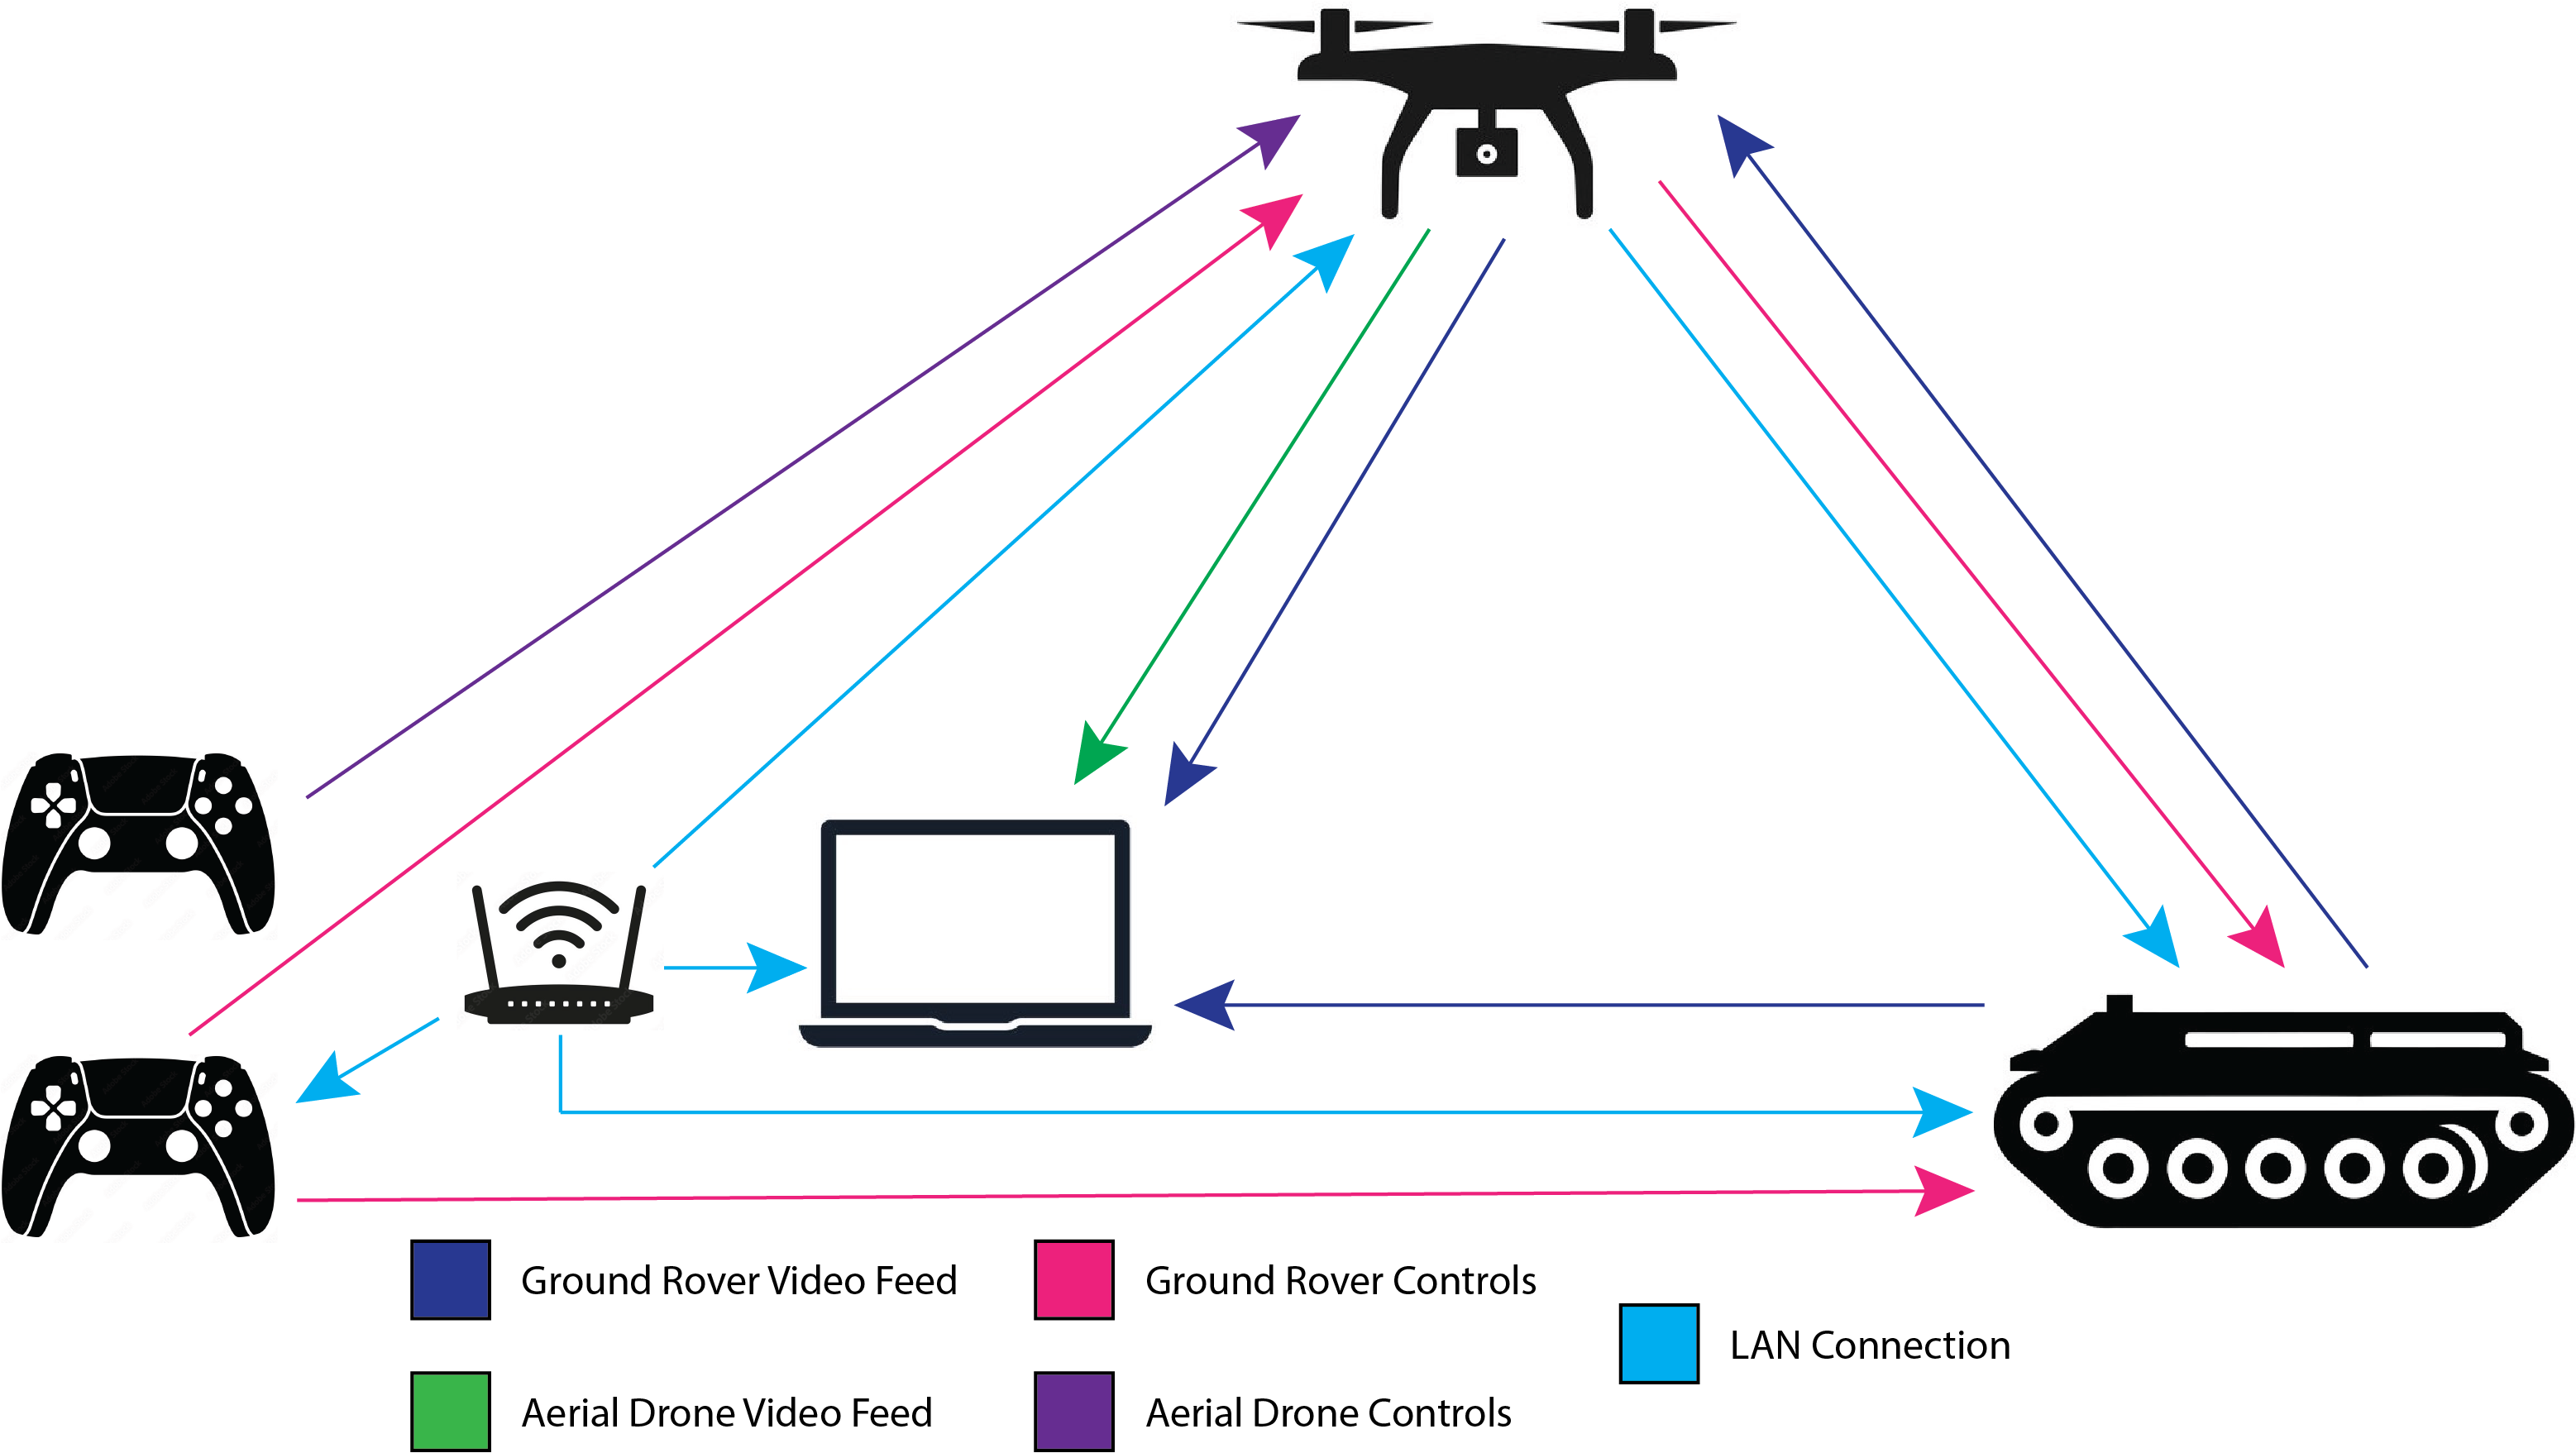 Ground Rover Video Feed
Ground Rover Controls
LAN Connection
Aerial Drone Video Feed
Aerial Drone Controls